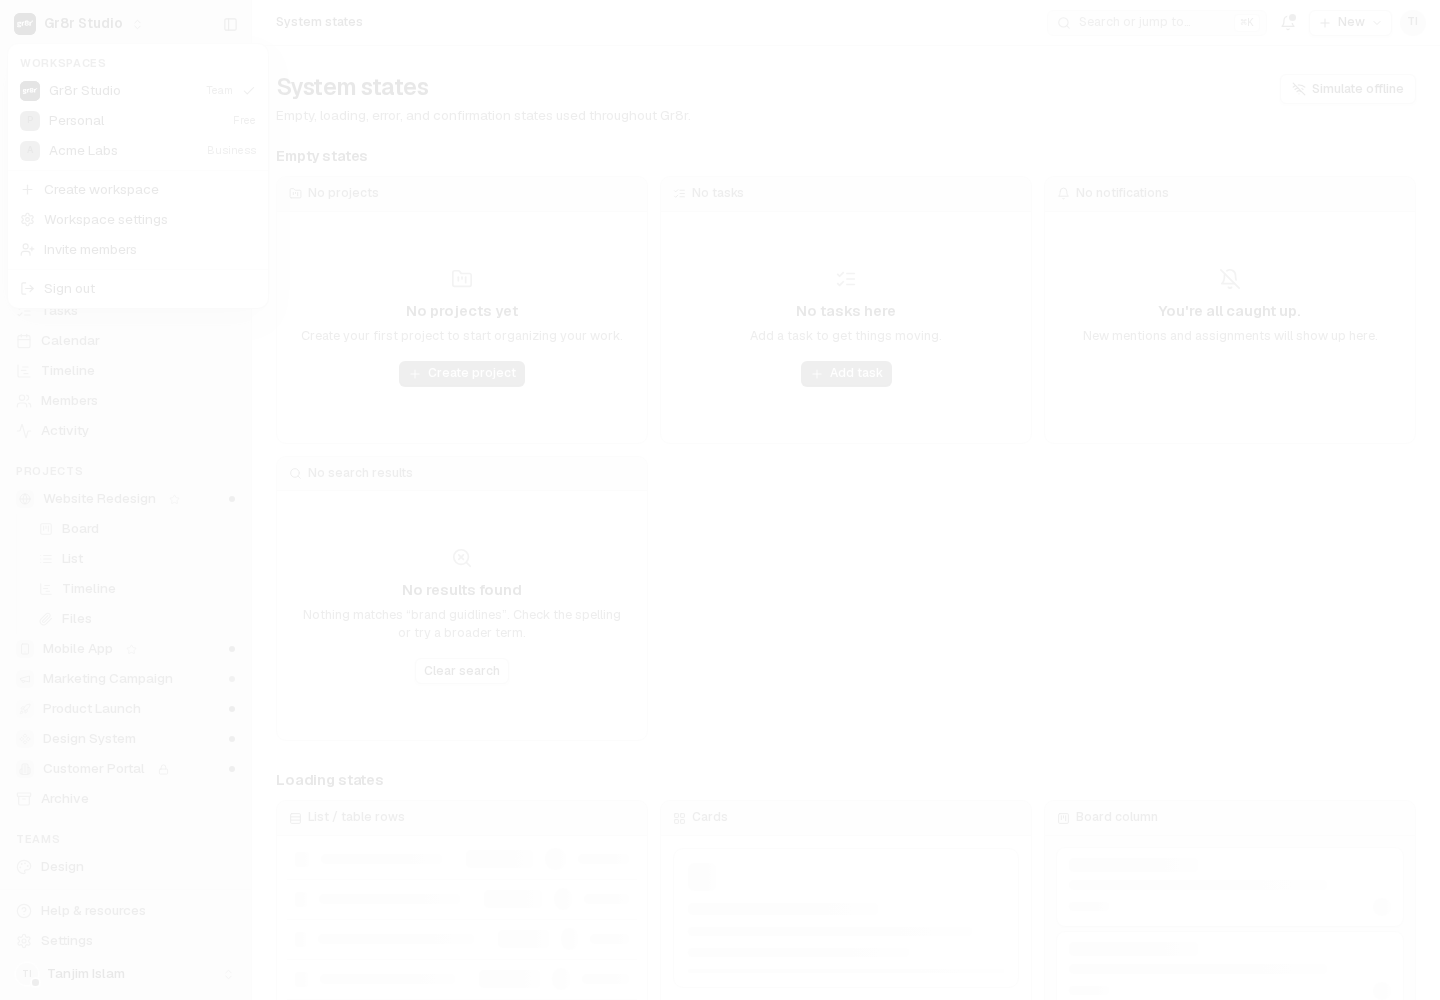 Gr8r Studio
WORKSPACES
Gr8r Studio Team
Personal Free
Acme Labs Business
Create workspace
Workspace settings
Invite members
Sign out
Tasks
Calendar
Timeline
Members
Activity
PROJECTS
Website Redesign
Board
List
Timeline
Files
Mobile App
Marketing Campaign
Product Launch
Design System
Customer Portal
Archive
TEAMS
Design
Help & resources
Settings
TI Tanjim Islam
System states
Search or jump to... ⌘K
New
TI
System states
Simulate offline
Empty, loading, error, and confirmation states used throughout Gr8r.
Empty states
No projects
No projects yet
Create your first project to start organizing your work.
Create project
No tasks
No tasks here
Add a task to get things moving.
Add task
No notifications
You're all caught up.
New mentions and assignments will show up here.
No search results
No results found
Nothing matches "brand guidlines". Check the spelling
or try a broader term.
Clear search
Loading states
List / table rows
Cards
Board column